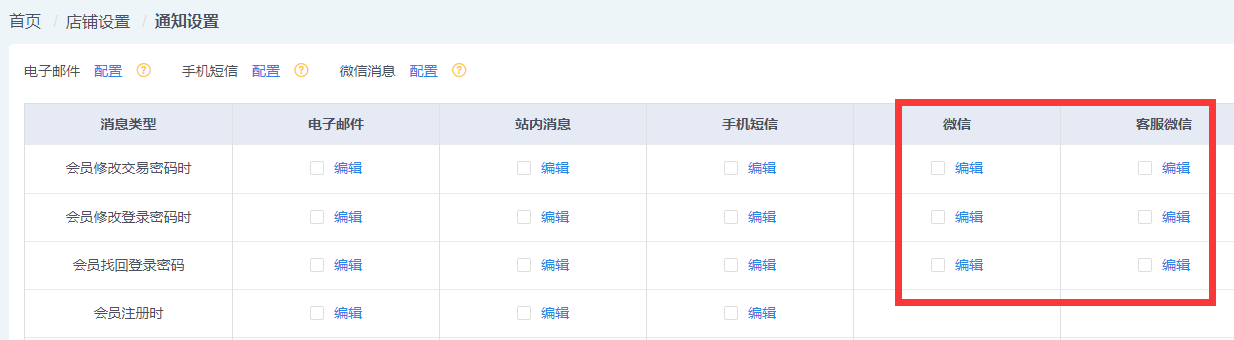 首页 / 店铺设置 / 通知设置
电子邮件 配置 ? 手机短信 配置 ? 微信消息 配置 ?
消息类型 电子邮件 站内消息 手机短信 微信 客服微信
会员修改交易密码时 编辑 编辑 编辑 编辑 编辑
会员修改登录密码时 编辑 编辑 编辑 编辑 编辑
会员找回登录密码 编辑 编辑 编辑 编辑 编辑
会员注册时 编辑 编辑 编辑